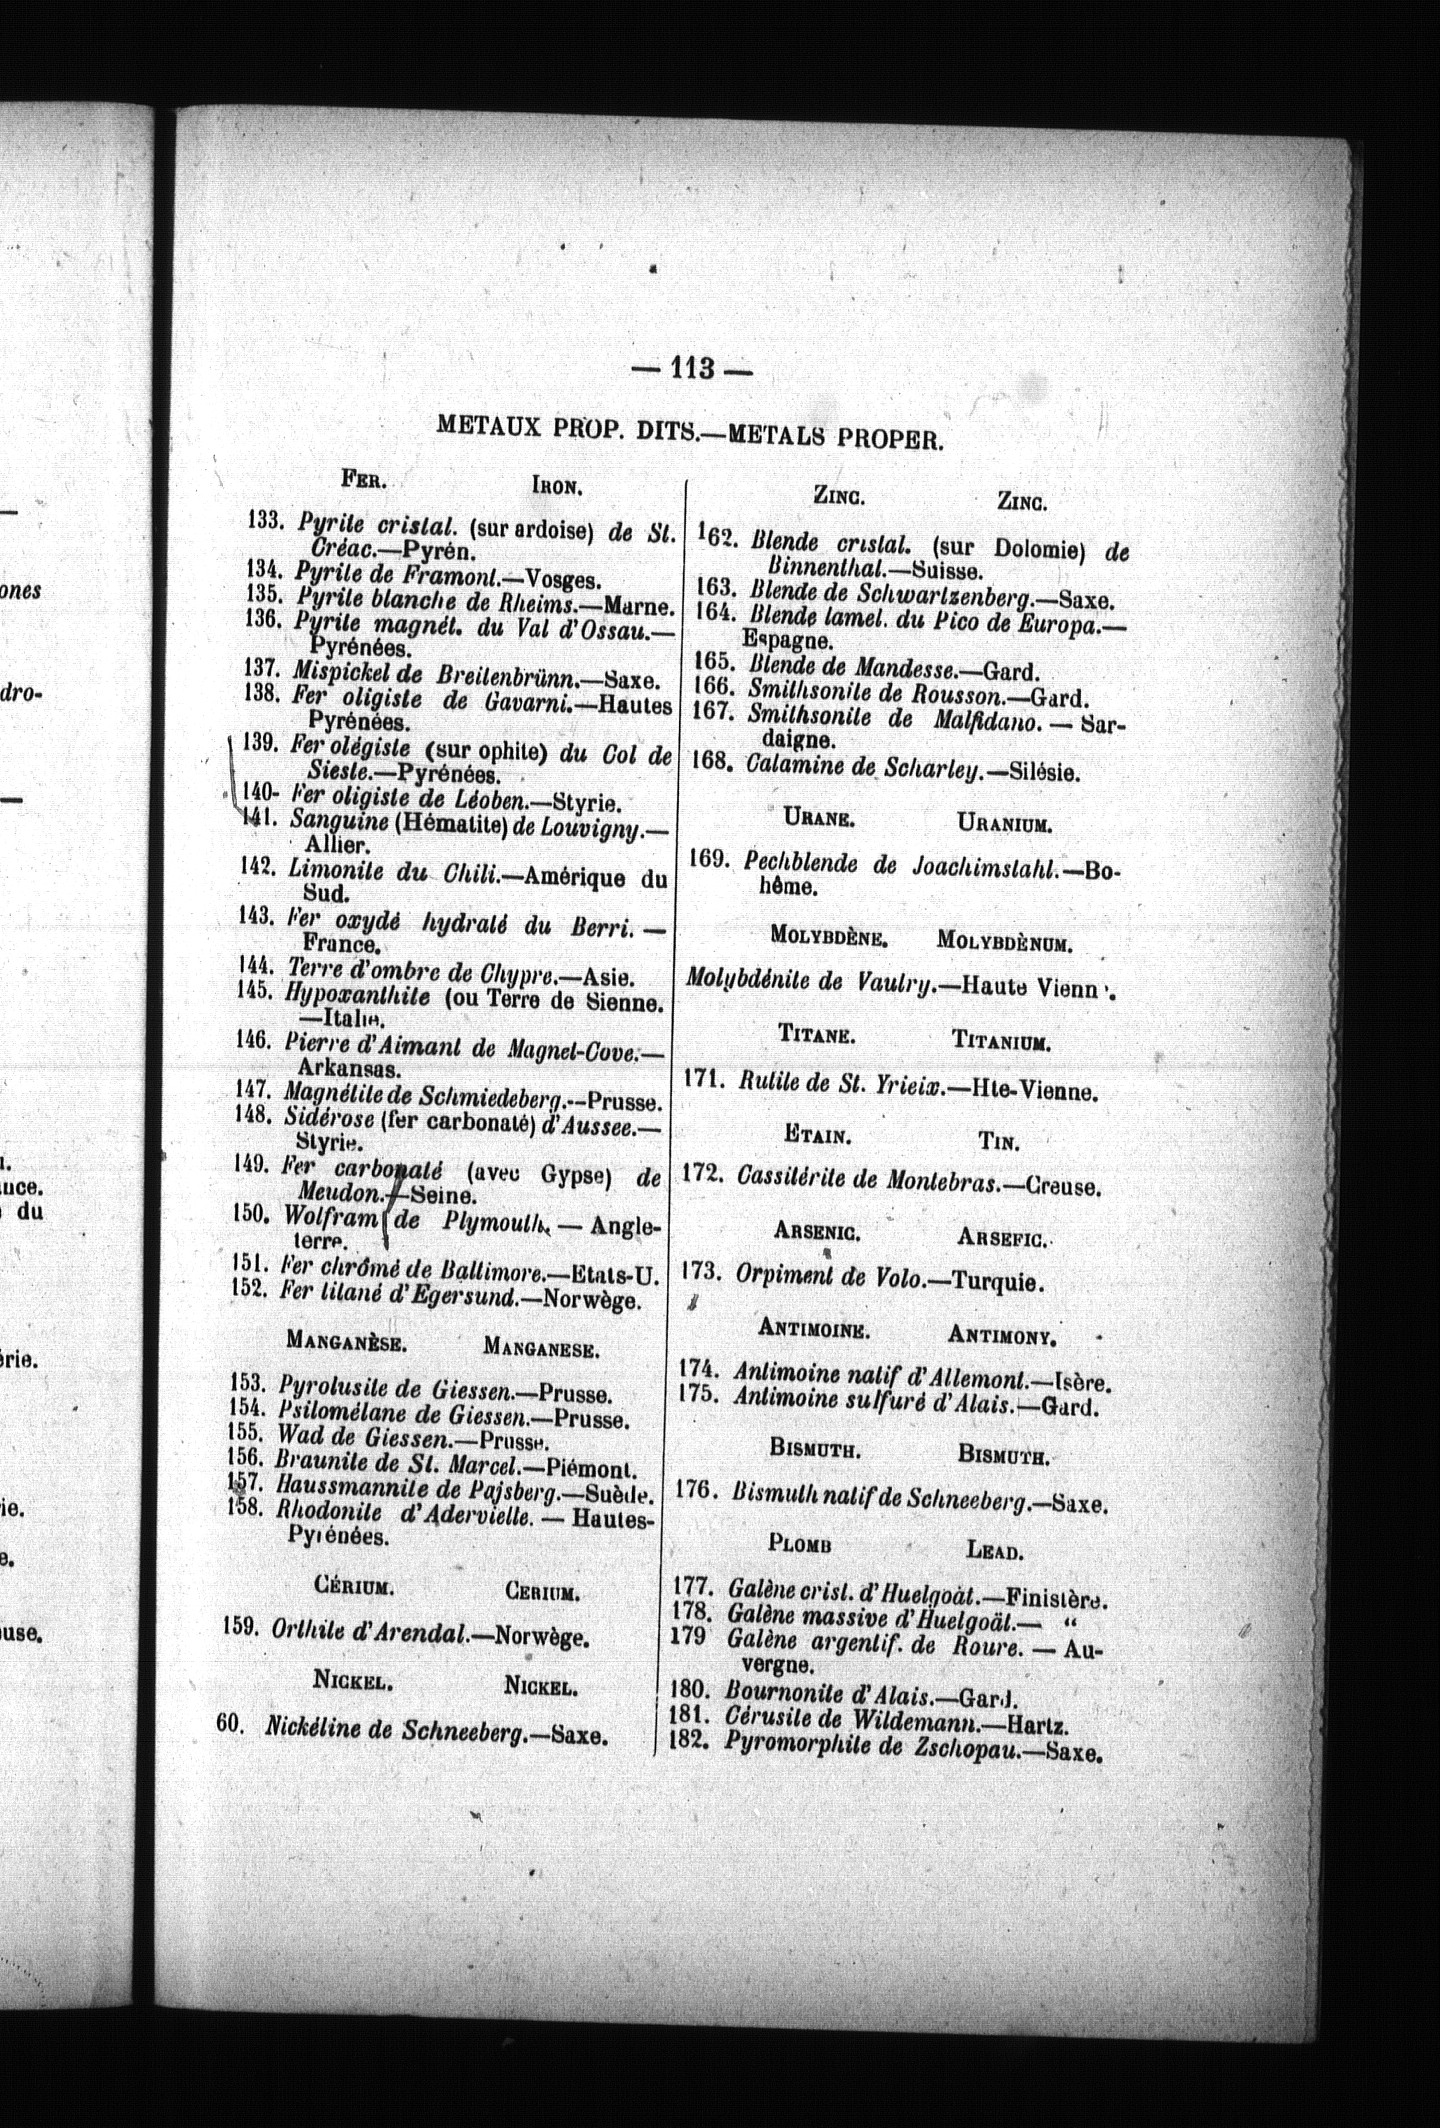 — 113 —
METAUX PROP. DITS.—METALS PROPER.
FER. IRON.
133. Pyrite cristal. (sur ardoise) de St.
Créac.—Pyrén.
134. Pyrite de Framont.—Vosges.
135. Pyrite blanche de Rheims.—Marne.
136. Pyrite magnét. du Val d'Ossau.—
Pyrénées.
137. Mispickel de Breitenbrünn.—Saxe.
138. Fer oligiste de Gavarni.—Hautes
Pyrénées.
139. Fer olégiste (sur ophite) du Col de
Sieste.—Pyrénées.
140- Fer oligiste de Léoben.—Styrie.
141. Sanguine (Hématite) de Louvigny.—
Allier.
142. Limonite du Chili.—Amérique du
Sud.
143. Fer oxydé hydraté du Berri.—
France.
144. Terre d'ombre de Chypre.—Asie.
145. Hypoxanthite (ou Terre de Sienne.
—Italie.
146. Pierre d'Aimant de Magnet-Cove.—
Arkansas.
147. Magnétite de Schmiedeberg.--Prusse.
148. Sidérose (fer carbonaté) d'Aussee.—
Styrie.
149. Fer carbonaté (avec Gypse) de
Meudon.—Seine.
150. Wolfram de Plymouth. — Angle-
terre.
151. Fer chrômé de Baltimore.—Etats-U.
152. Fer titané d'Egersund.—Norwège.
MANGANÈSE. MANGANESE.
153. Pyrolusite de Giessen.—Prusse.
154. Psilomélane de Giessen.—Prusse.
155. Wad de Giessen.—Prusse.
156. Braunite de St. Marcel.—Piémont.
157. Haussmannite de Pajsberg.—Suède.
158. Rhodonite d'Adervielle. — Hautes-
Pyrénées.
CÉRIUM. CERIUM.
159. Orthite d'Arendal.—Norwège.
NICKEL. NICKEL.
60. Nickéline de Schneeberg.—Saxe.
ZINC. ZINC.
162. Blende cristal. (sur Dolomie) de
Binnenthal.—Suisse.
163. Blende de Schwartzenberg.—Saxe.
164. Blende lamel. du Pico de Europa.—
Espagne.
165. Blende de Mandesse.—Gard.
166. Smithsonite de Rousson.—Gard.
167. Smithsonite de Malfidano. — Sar-
daigne.
168. Calamine de Scharley.—Silésie.
URANE. URANIUM.
169. Pechblende de Joachimstahl.—Bo-
hême.
MOLYBDÈNE. MOLYBDÈNUM.
Molybdénite de Vaulry.—Haute Vienn.
TITANE. TITANIUM.
171. Rutile de St. Yrieix.—Hte-Vienne.
ETAIN. TIN.
172. Cassitérite de Montebras.—Creuse.
ARSENIC. ARSEFIC.
173. Orpiment de Volo.—Turquie.
ANTIMOINE. ANTIMONY.
174. Antimoine natif d'Allemont.—Isère.
175. Antimoine sulfuré d'Alais.—Gard.
BISMUTH. BISMUTH.
176. Bismuth natif de Schneeberg.—Saxe.
PLOMB LEAD.
177. Galène crist. d'Huelgoät.—Finistère.
178. Galène massive d'Huelgoät.— “
179 Galène argentif. de Roure. — Au-
vergne.
180. Bournonite d'Alais.—Gard.
181. Cérusite de Wildemann.—Hartz.
182. Pyromorphite de Zschopau.—Saxe.